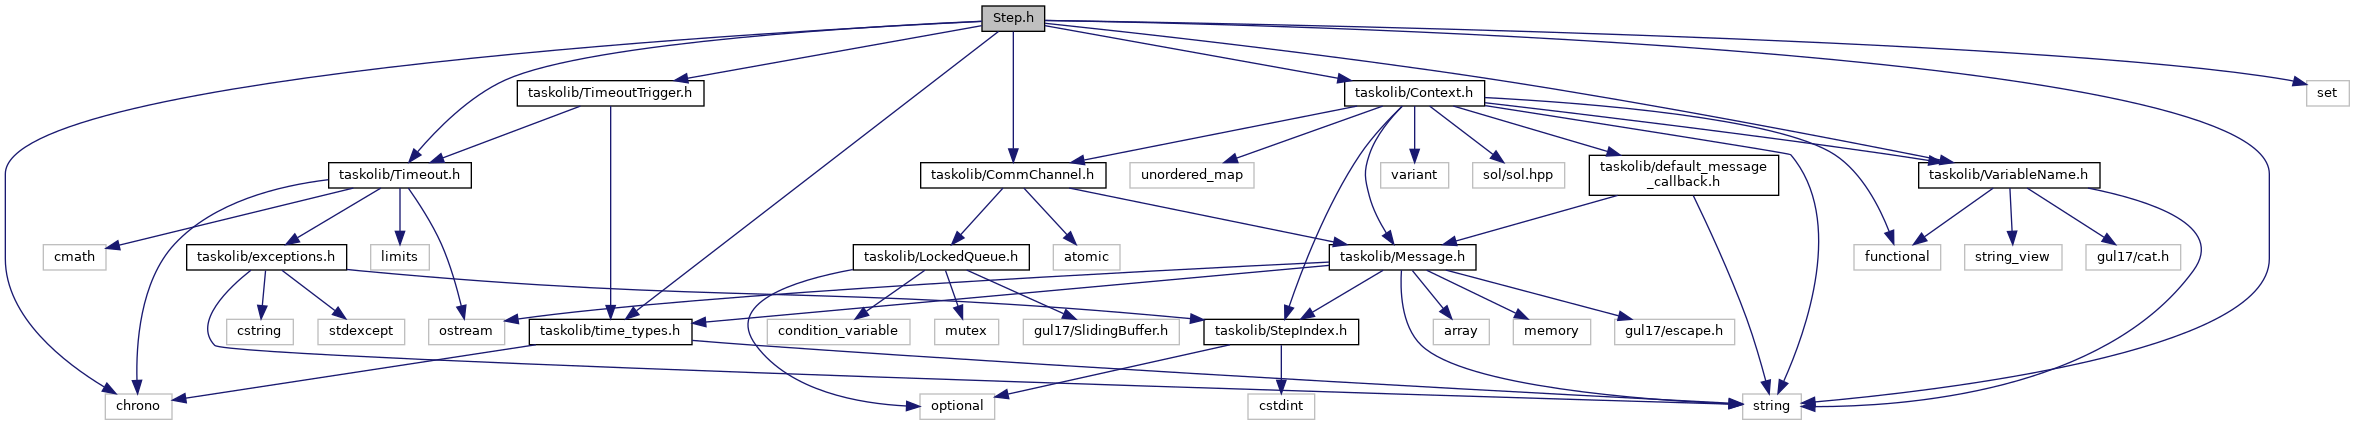 Step.h
taskolib/TimeoutTrigger.h
taskolib/Context.h
set
taskolib/Timeout.h
taskolib/CommChannel.h
unordered_map
variant
sol/sol.hpp
taskolib/default_message
_callback.h
taskolib/VariableName.h
cmath
taskolib/exceptions.h
limits
taskolib/LockedQueue.h
atomic
taskolib/Message.h
functional
string_view
gul17/cat.h
cstring
stdexcept
ostream
taskolib/time_types.h
condition_variable
mutex
gul17/SlidingBuffer.h
taskolib/StepIndex.h
array
memory
gul17/escape.h
chrono
optional
cstdint
string